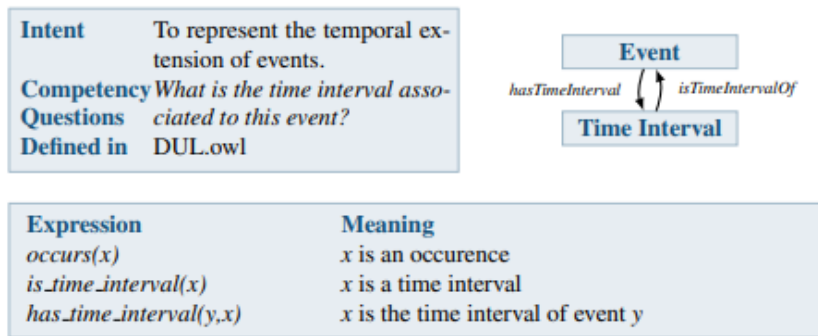 Intent To represent the temporal ex-
tension of events.
Competency What is the time interval asso-
Questions ciated to this event?
Defined in DUL.owl
Event
hasTimeInterval isTimeIntervalOf
Time Interval
Expression Meaning
occurs(x) x is an occurence
is_time_interval(x) x is a time interval
has_time_interval(y,x) x is the time interval of event y